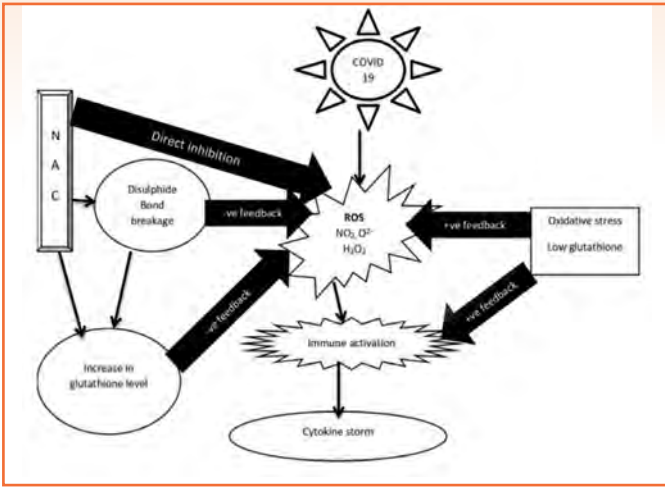 COVID
19
N
A
C
Direct inhibition
Disulphide
Bond
breakage
-ve feedback
ROS
NO₂, O²⁻
H₂O₂
+ve feedback
Oxidative stress
Low glutathione
-ve feedback
+ve feedback
Immune activation
Increase in
glutathione level
Cytokine storm